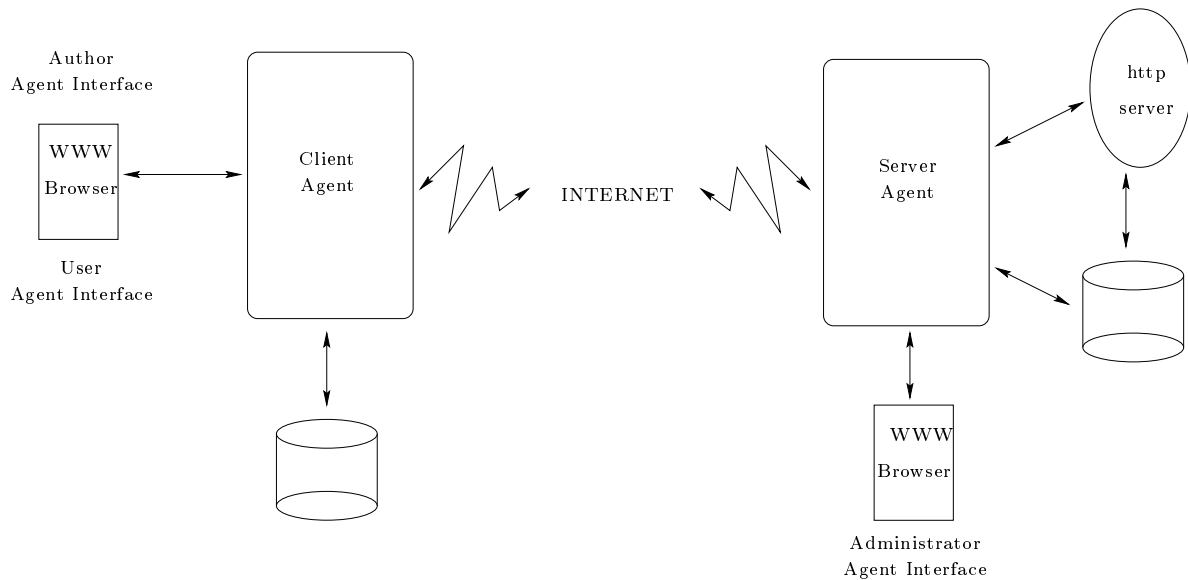 Author
Agent Interface
WWW
Browser
User
Agent Interface
Client
Agent
INTERNET
Server
Agent
http
server
WWW
Browser
Administrator
Agent Interface